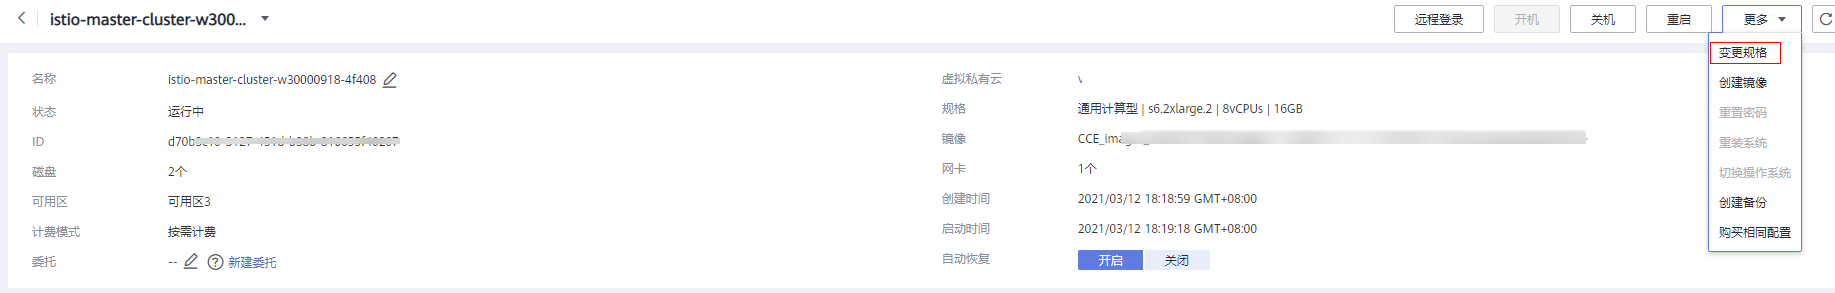 istio-master-cluster-w300...
远程登录
开机
关机
重启
更多
变更规格
创建镜像
重置密码
重装系统
切换操作系统
创建备份
购买相同配置
名称 istio-master-cluster-w30000918-4f408
状态 运行中
ID
磁盘 2个
可用区 可用区3
计费模式 按需计费
委托 -- 新建委托
虚拟私有云
规格 通用计算型 | s6.2xlarge.2 | 8vCPUs | 16GB
镜像
网卡 1个
创建时间 2021/03/12 18:18:59 GMT+08:00
启动时间 2021/03/12 18:19:18 GMT+08:00
自动恢复 开启 关闭